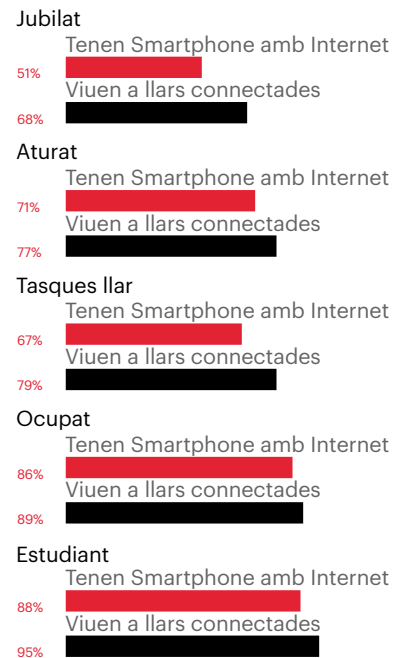 Jubilat
Tenen Smartphone amb Internet
51%
Viuen a llars connectades
68%
Aturat
Tenen Smartphone amb Internet
71%
Viuen a llars connectades
77%
Tasques llar
Tenen Smartphone amb Internet
67%
Viuen a llars connectades
79%
Ocupat
Tenen Smartphone amb Internet
86%
Viuen a llars connectades
89%
Estudiant
Tenen Smartphone amb Internet
88%
Viuen a llars connectades
95%